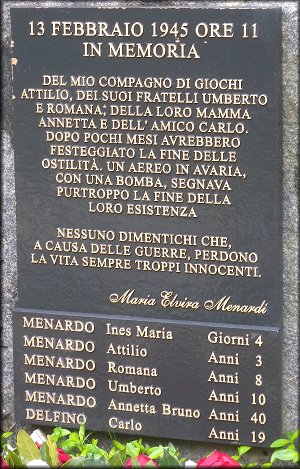 13 FEBBRAIO 1945 ORE 11
IN MEMORIA
DEL MIO COMPAGNO DI GIOCHI
ATTILIO, DEI SUOI FRATELLI UMBERTO
E ROMANA; DELLA LORO MAMMA
ANNETTA E DELL'AMICO CARLO.
DOPO POCHI MESI AVREBBERO
FESTEGGIATO LA FINE DELLE
OSTILITÀ. UN AEREO IN AVARIA,
CON UNA BOMBA, SEGNAVA
PURTROPPO LA FINE DELLA
LORO ESISTENZA
NESSUNO DIMENTICHI CHE,
A CAUSA DELLE GUERRE, PERDONO
LA VITA SEMPRE TROPPI INNOCENTI.
Maria Elvira Menardi
MENARDO Ines Maria Giorni 4
MENARDO Attilio Anni 3
MENARDO Romana Anni 8
MENARDO Umberto Anni 10
MENARDO Annetta Bruno Anni 40
DELFINO Carlo Anni 19